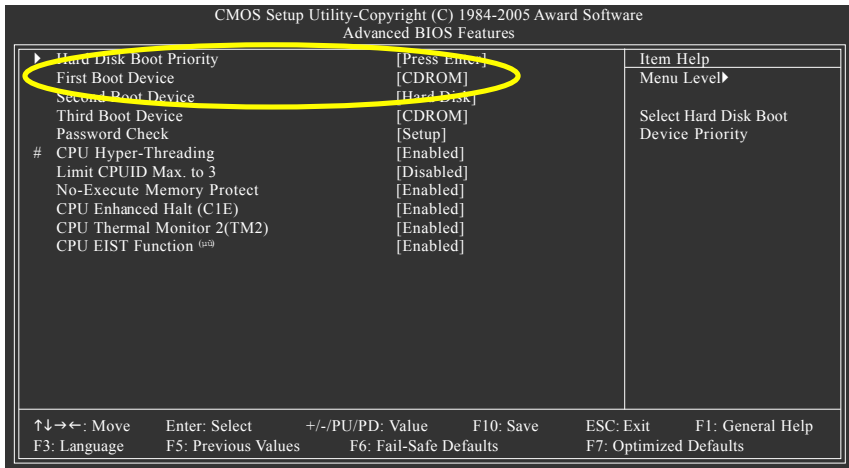 CMOS Setup Utility-Copyright (C) 1984-2005 Award Software
Advanced BIOS Features
Hard Disk Boot Priority [Press Enter]
First Boot Device [CDROM]
Second Boot Device [Hard Disk]
Third Boot Device [CDROM]
Password Check [Setup]
# CPU Hyper-Threading [Enabled]
Limit CPUID Max. to 3 [Disabled]
No-Execute Memory Protect [Enabled]
CPU Enhanced Halt (C1E) [Enabled]
CPU Thermal Monitor 2(TM2) [Enabled]
CPU EIST Function [Enabled]
Item Help
Menu Level
Select Hard Disk Boot
Device Priority
↑↓→←: Move Enter: Select +/-/PU/PD: Value F10: Save ESC: Exit F1: General Help
F3: Language F5: Previous Values F6: Fail-Safe Defaults F7: Optimized Defaults